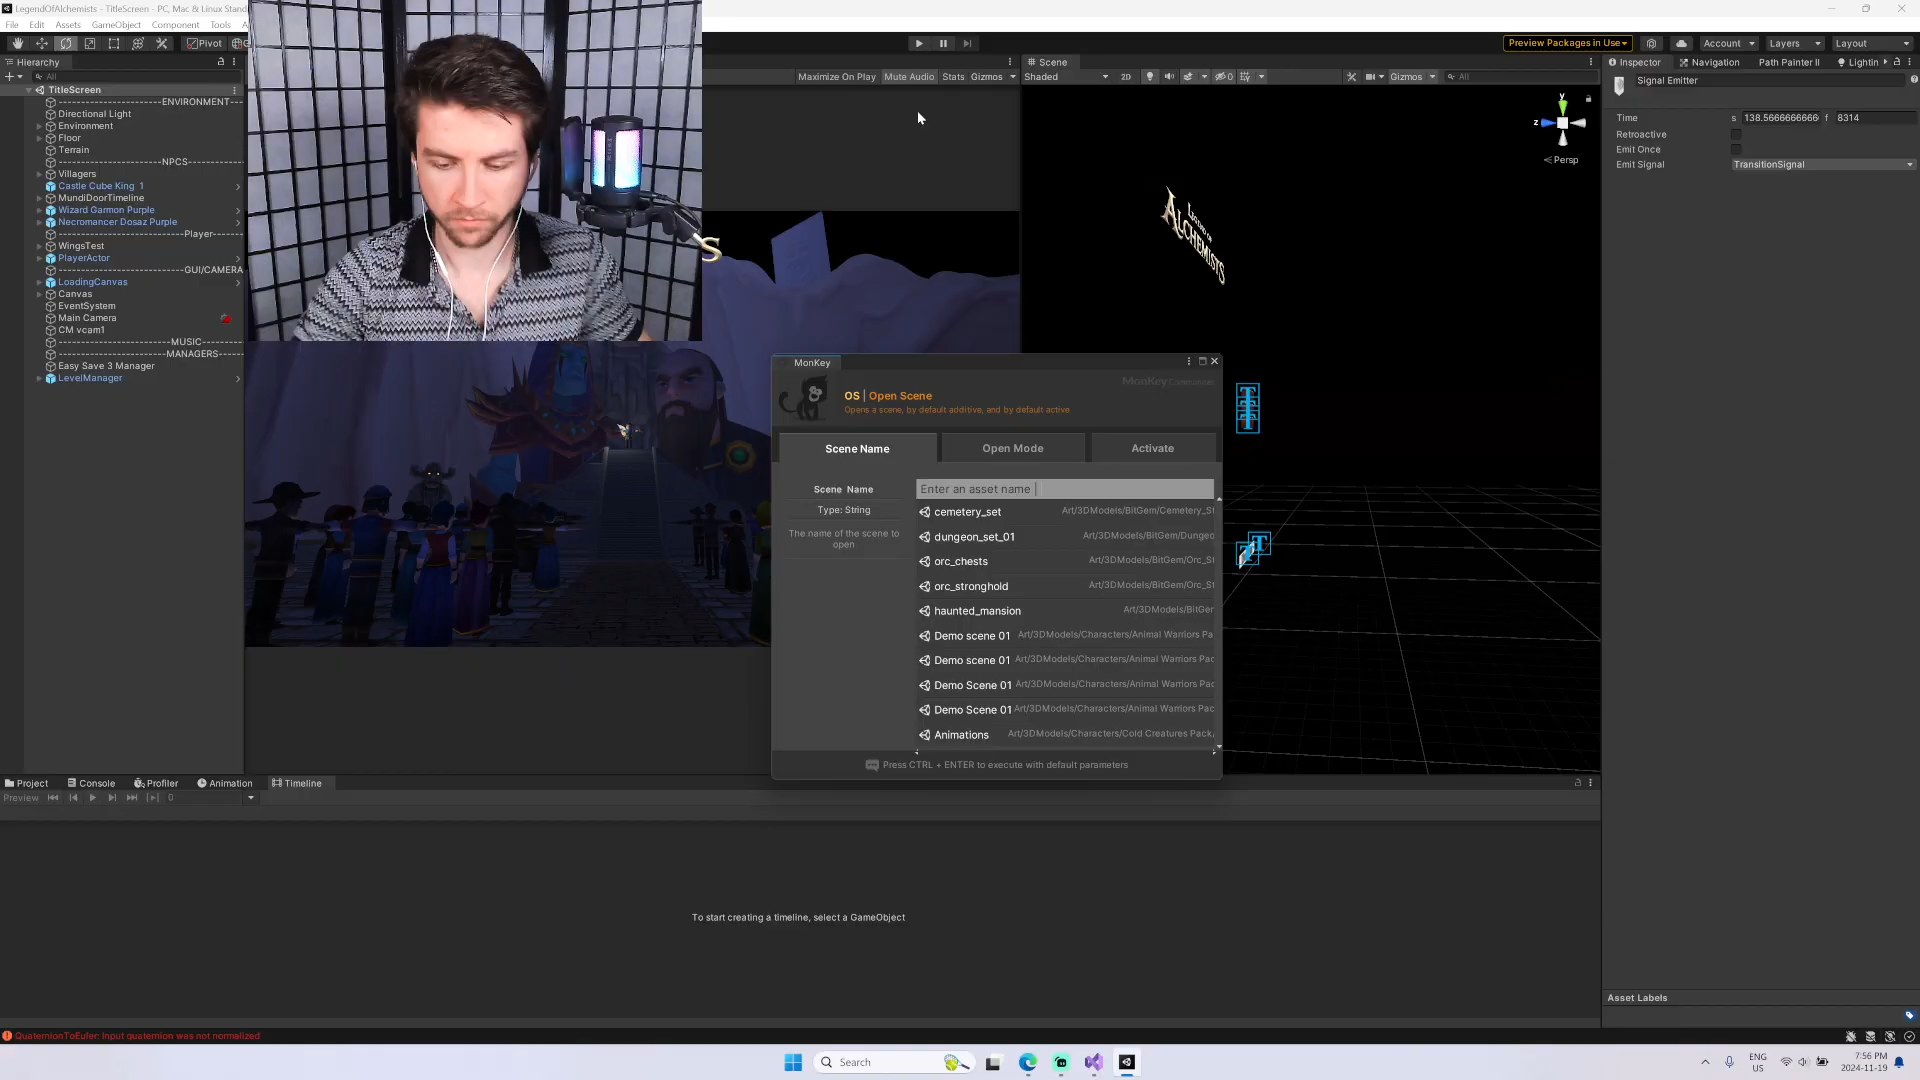 LegendOfAlchemists - TitleScreen - PC, Mac & Linux Stand
File Edit Assets GameObject Component Tools
Pivot
Preview Packages in Use
Account
Layers
Layout
Hierarchy
All
TitleScreen
-----------------------ENVIRONMENT---
Directional Light
Environment
Floor
Terrain
-----------------------NPCS------
Villagers
Castle Cube King 1
MundiDoorTimeline
Wizard Garmon Purple
Necromancer Dosaz Purple
----------------------------Player------
WingsTest
PlayerActor
----------------------------GUI/CAMERA
LoadingCanvas
Canvas
EventSystem
Main Camera
CM vcam1
-------------------------MUSIC------
------------------------MANAGERS----
Easy Save 3 Manager
LevelManager
Maximize On Play Mute Audio Stats Gizmos
S
Scene
Shaded
2D
0
Gizmos
All
y
z
Persp
LEGEND OF
ALCHEMISTS
Inspector Navigation Path Painter II Lightin
Signal Emitter
Time s 138.5666666666 f 8314
Retroactive
Emit Once
Emit Signal TransitionSignal
MonKey
MonKey
OS | Open Scene
Opens a scene, by default additive, and by default active
Scene Name Open Mode Activate
Scene Name
Type: String
The name of the scene to
open
Enter an asset name |
cemetery_set Art/3DModels/BitGem/Cemetery_St
dungeon_set_01 Art/3DModels/BitGem/Dungeo
orc_chests Art/3DModels/BitGem/Orc_St
orc_stronghold Art/3DModels/BitGem/Orc_St
haunted_mansion Art/3DModels/BitGer
Demo scene 01 Art/3DModels/Characters/Animal Warriors Pa
Demo scene 01 Art/3DModels/Characters/Animal Warriors Pac
Demo Scene 01 Art/3DModels/Characters/Animal Warriors Pac
Demo Scene 01 Art/3DModels/Characters/Animal Warriors Pac
Animations Art/3DModels/Characters/Cold Creatures Pack/
Press CTRL + ENTER to execute with default parameters
Project Console Profiler Animation Timeline
Preview
0
To start creating a timeline, select a GameObject
Asset Labels
QuaternionToEuler: Input quaternion was not normalized
Search
ENG
US
7:56 PM
2024-11-19